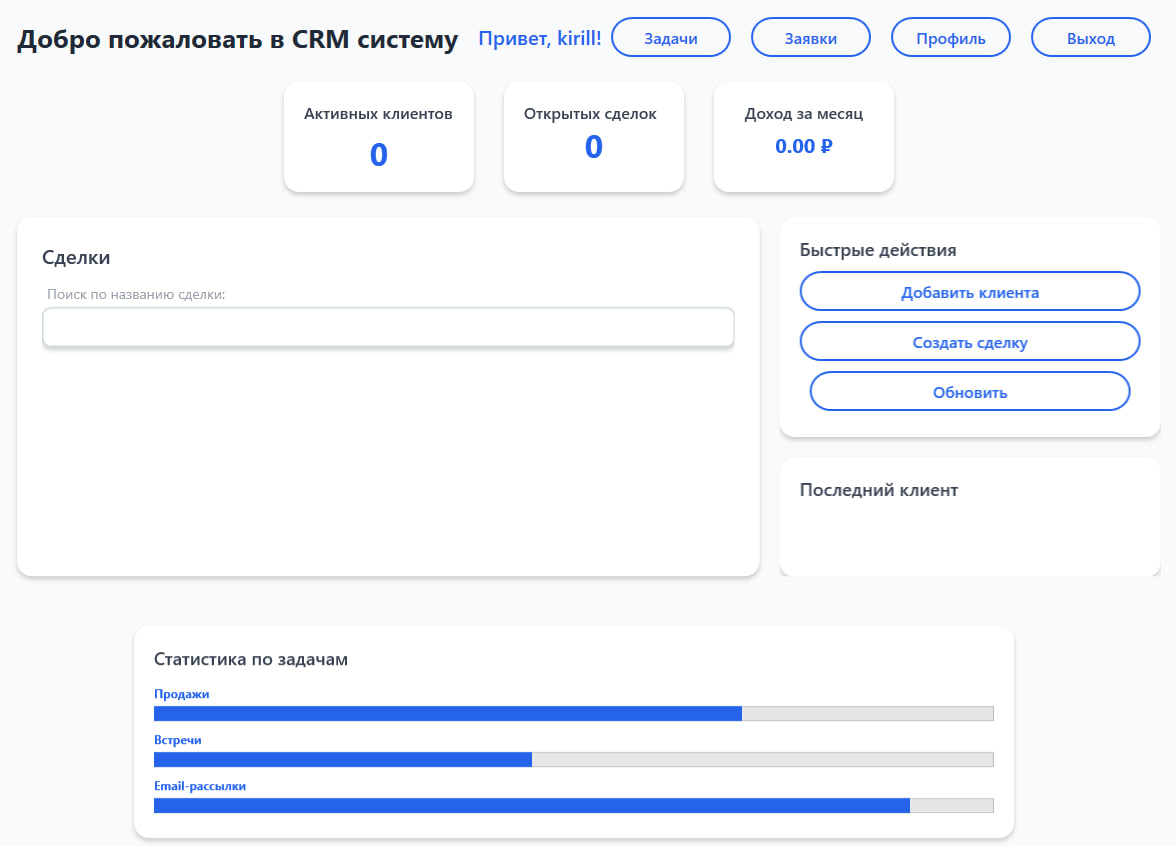 Добро пожаловать в CRM систему
Привет, kirill!
Задачи
Заявки
Профиль
Выход
Активных клиентов
0
Открытых сделок
0
Доход за месяц
0.00 ₽
Сделки
Поиск по названию сделки:
Быстрые действия
Добавить клиента
Создать сделку
Обновить
Последний клиент
Статистика по задачам
Продажи
Встречи
Email-рассылки